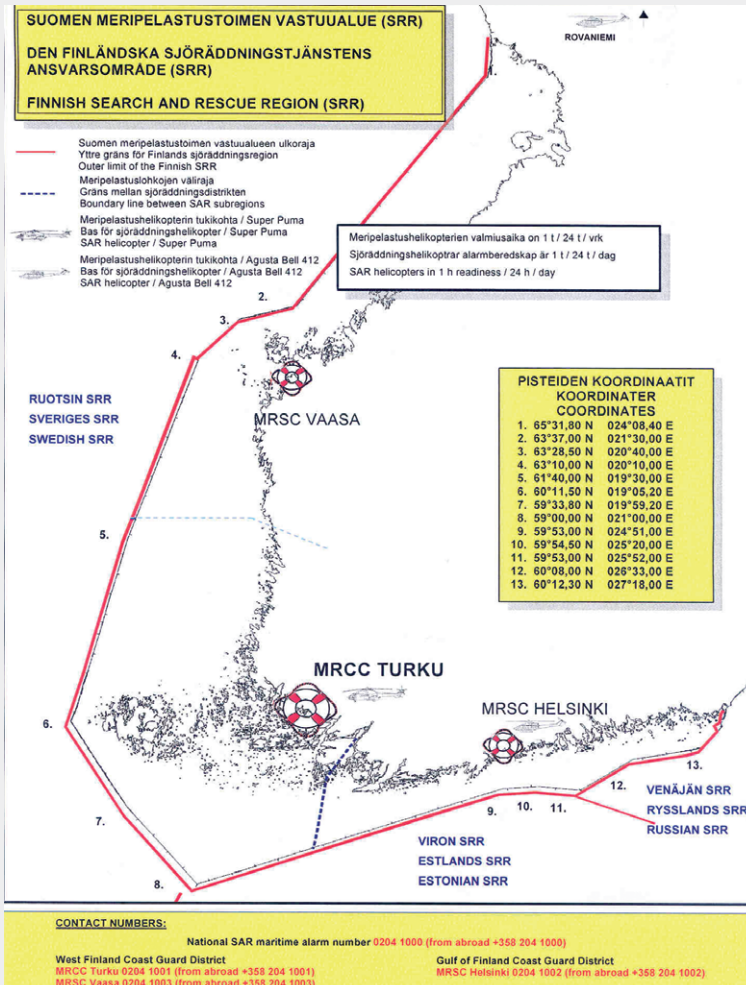 SUOMEN MERIPELASTUSTOIMEN VASTUUALUE (SRR)
DEN FINLÄNDSKA SJÖRÄDDNINGSTJÄNSTENS
ANSVARSOMRÅDE (SRR)
FINNISH SEARCH AND RESCUE REGION (SRR)
ROVANIEMI
1.
Suomen meripelastustoimen vastuualueen ulkoraja
Yttre gräns för Finlands sjöräddningsregion
Outer limit of the Finnish SRR
Meripelastuslohkojen väliraja
Gräns mellan sjöräddningsdistrikten
Boundary line between SAR subregions
Meripelastushelikopterin tukikohta / Super Puma
Bas för sjöräddningshelikopter / Super Puma
SAR helicopter / Super Puma
Meripelastushelikopterin tukikohta / Agusta Bell 412
Bas för sjöräddningshelikopter / Agusta Bell 412
SAR helicopter / Agusta Bell 412
Meripelastushelikopterien valmiusaika on 1 t / 24 t / vrk
Sjöräddningshelikoptrar alarmberedskap är 1 t / 24 t / dag
SAR helicopters in 1 h readiness / 24 h / day
2.
3.
4.
RUOTSIN SRR
SVERIGES SRR
SWEDISH SRR
MRSC VAASA
PISTEIDEN KOORDINAATIT
KOORDINATER
COORDINATES
1. 65°31,80 N 024°08,40 E
2. 63°37,00 N 021°30,00 E
3. 63°28,50 N 020°40,00 E
4. 63°10,00 N 020°10,00 E
5. 61°40,00 N 019°30,00 E
6. 60°11,50 N 019°05,20 E
7. 59°33,80 N 019°59,20 E
8. 59°00,00 N 021°00,00 E
9. 59°53,00 N 024°51,00 E
10. 59°54,50 N 025°20,00 E
11. 59°53,00 N 025°52,00 E
12. 60°08,00 N 026°33,00 E
13. 60°12,30 N 027°18,00 E
5.
MRCC TURKU
MRSC HELSINKI
6.
13.
12.
VENÄJÄN SRR
RYSSLANDS SRR
RUSSIAN SRR
9.
10.
11.
7.
VIRON SRR
ESTLANDS SRR
ESTONIAN SRR
8.
CONTACT NUMBERS:
National SAR maritime alarm number 0204 1000 (from abroad +358 204 1000)
West Finland Coast Guard District
MRCC Turku 0204 1001 (from abroad +358 204 1001)
MRSC Vaasa 0204 1003 (from abroad +358 204 1003)
Gulf of Finland Coast Guard District
MRSC Helsinki 0204 1002 (from abroad +358 204 1002)